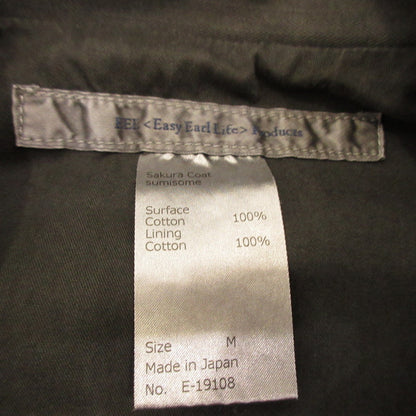 EEL <Easy Earl Life> Products
Sakura Coat
sumisome
Surface
Cotton 100%
Lining
Cotton 100%
Size M
Made in Japan
No. E-19108